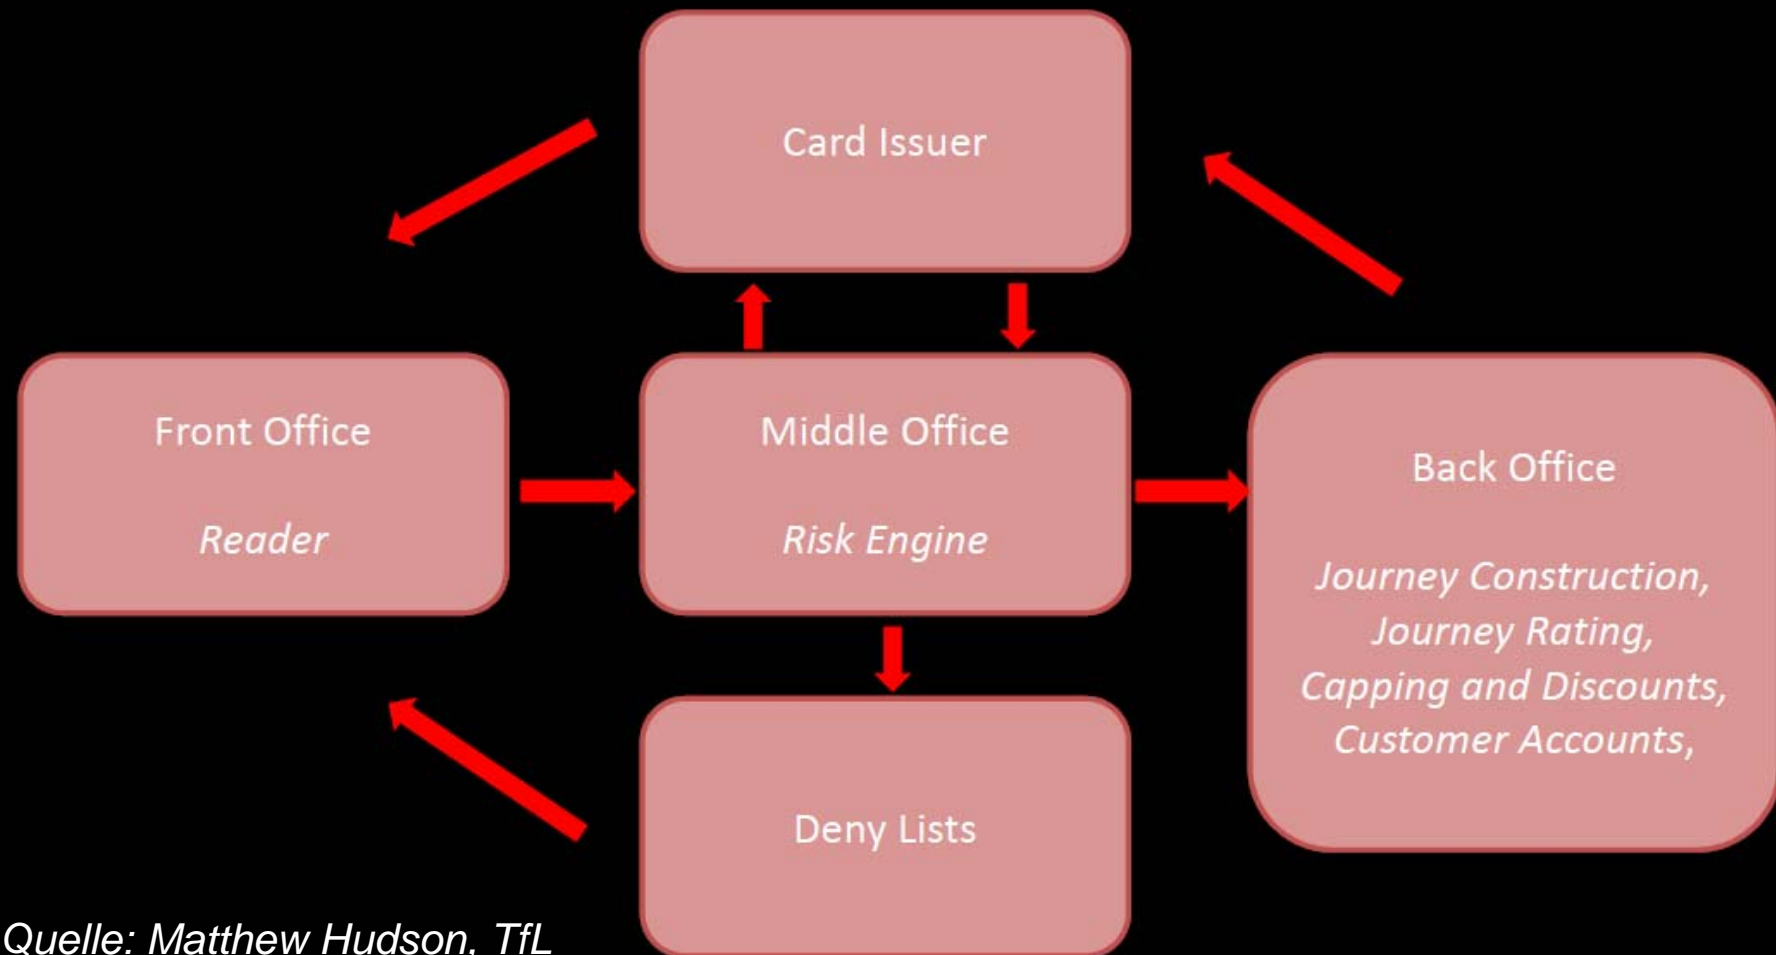 Card Issuer
Front Office
Reader
Middle Office
Risk Engine
Back Office
Journey Construction,
Journey Rating,
Capping and Discounts,
Customer Accounts,
Deny Lists
Quelle: Matthew Hudson, TfL